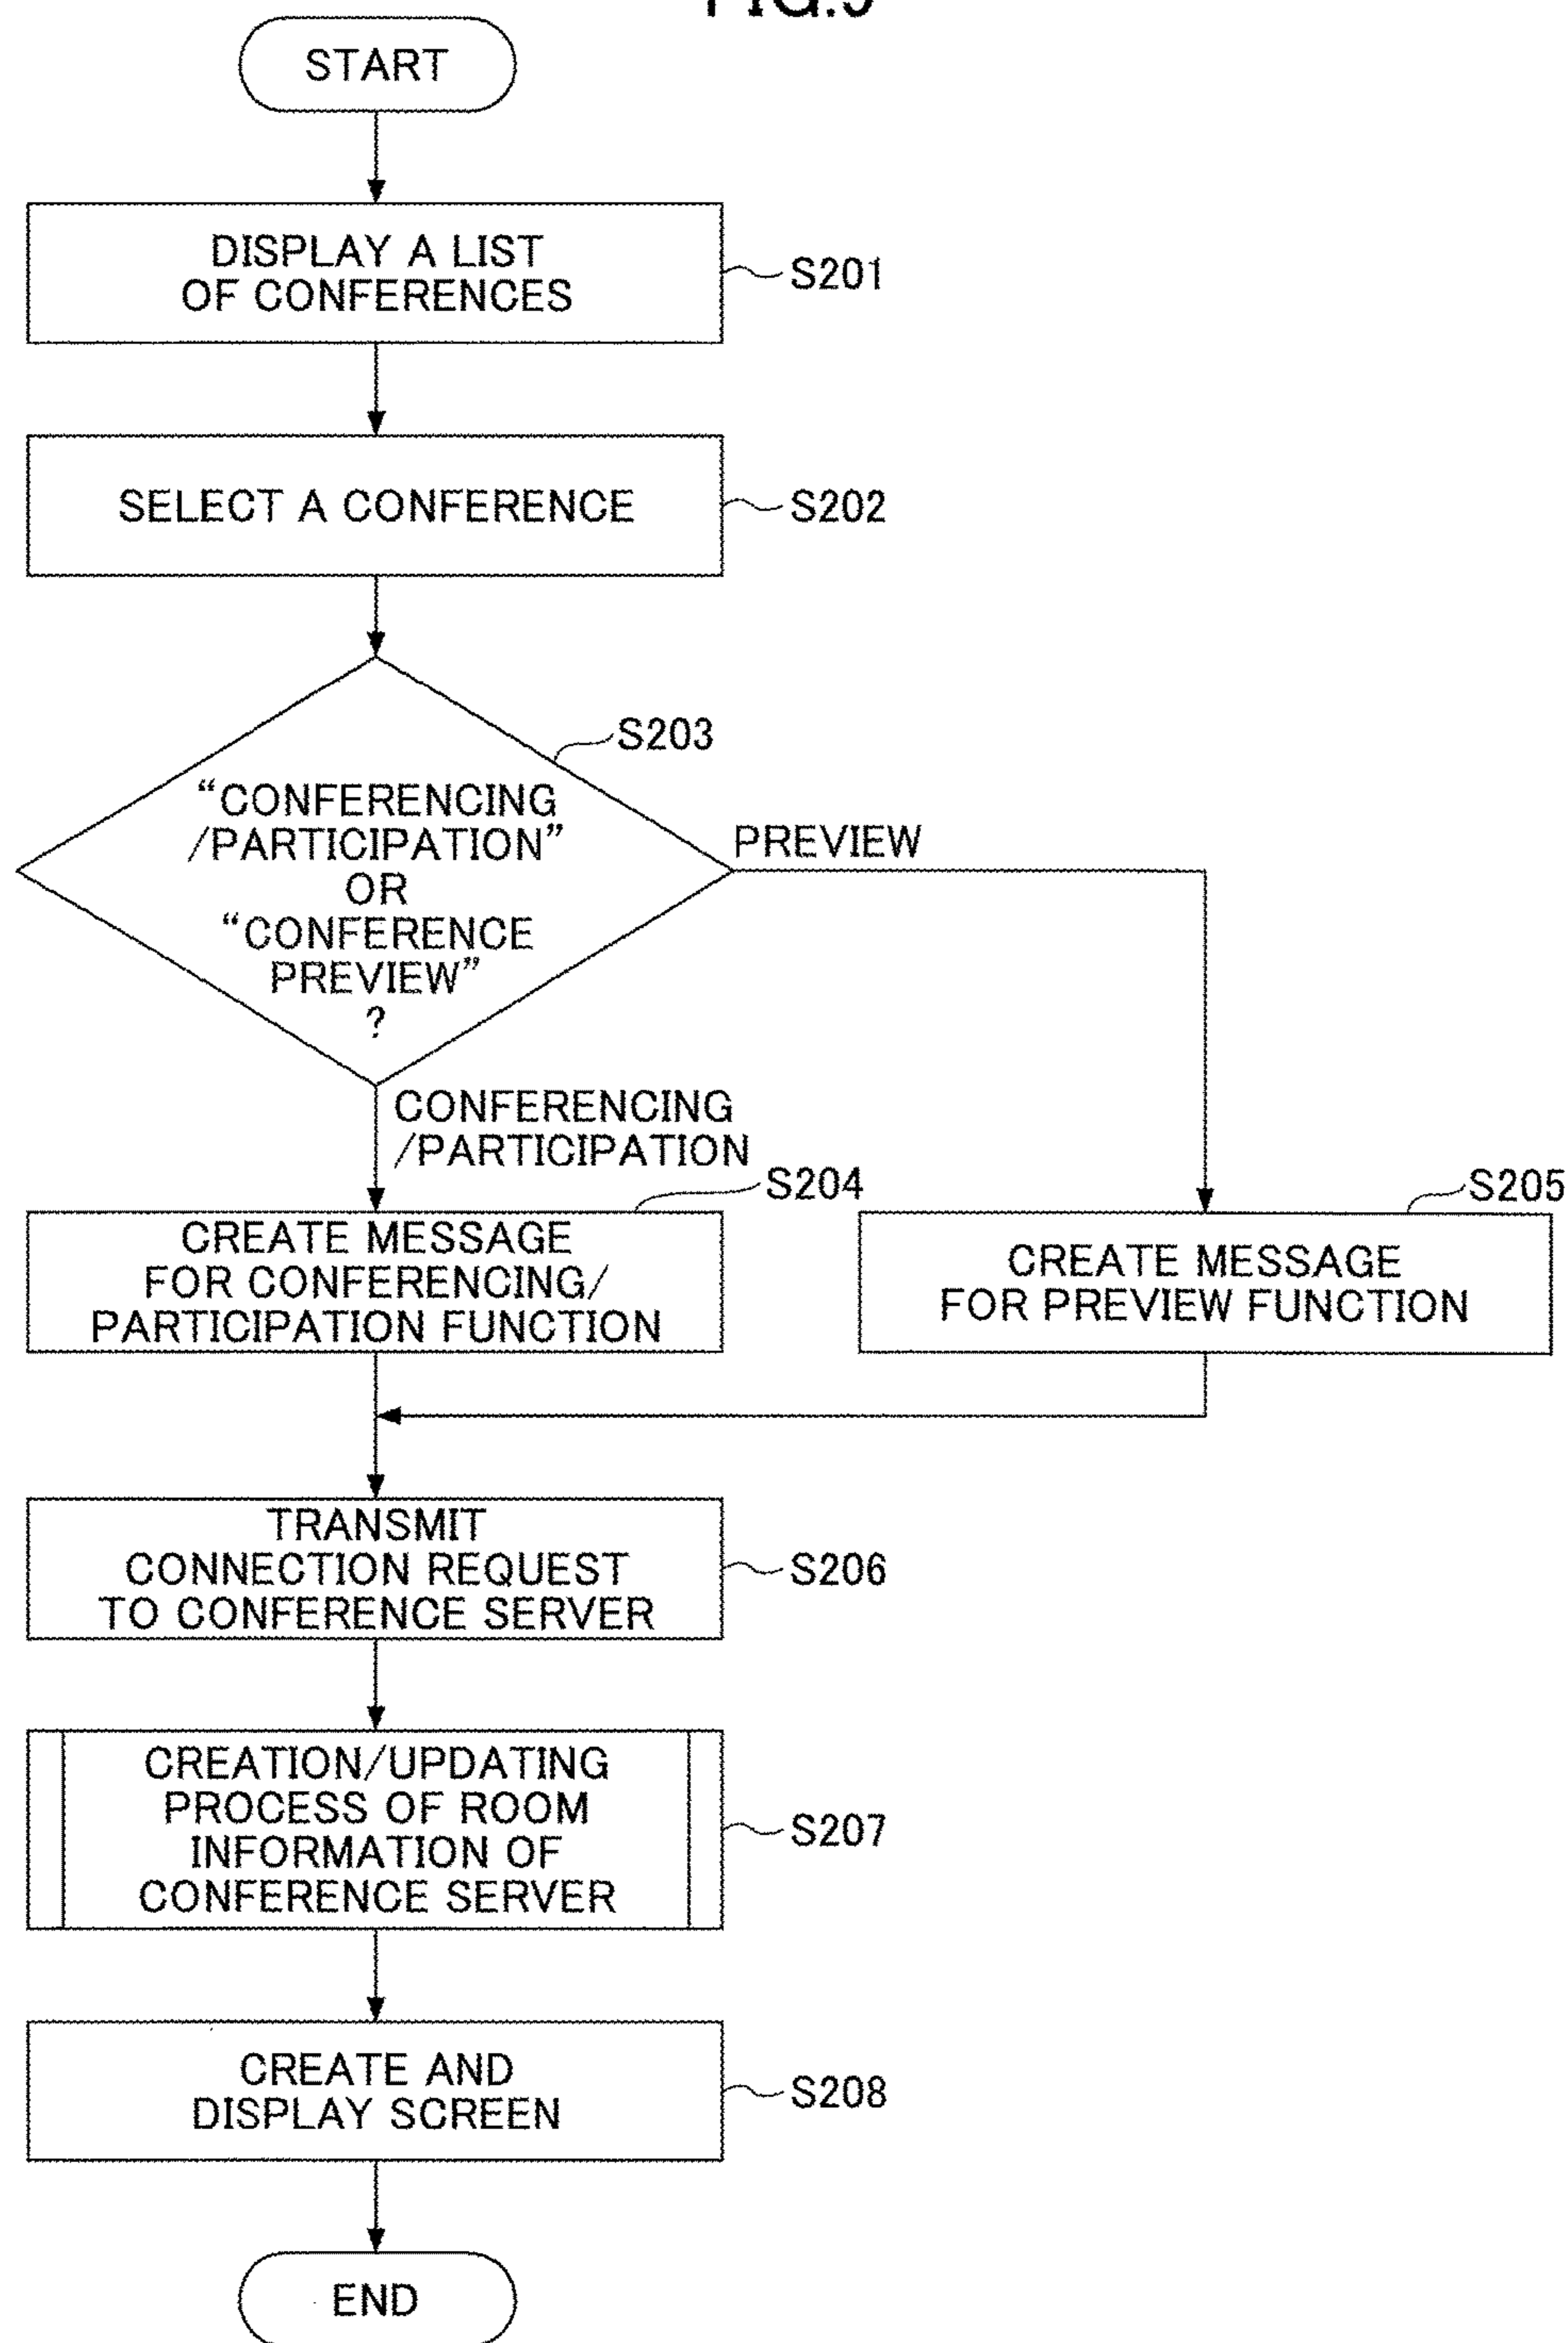 FIG.
START
DISPLAY A LIST
OF CONFERENCES
S201
SELECT A CONFERENCE
S202
S203
“CONFERENCING
/PARTICIPATION”
OR
“CONFERENCE
PREVIEW”
?
PREVIEW
CONFERENCING
/PARTICIPATION
S204
CREATE MESSAGE
FOR CONFERENCING/
PARTICIPATION FUNCTION
S205
CREATE MESSAGE
FOR PREVIEW FUNCTION
TRANSMIT
CONNECTION REQUEST
TO CONFERENCE SERVER
S206
CREATION/UPDATING
PROCESS OF ROOM
INFORMATION OF
CONFERENCE SERVER
S207
CREATE AND
DISPLAY SCREEN
S208
END